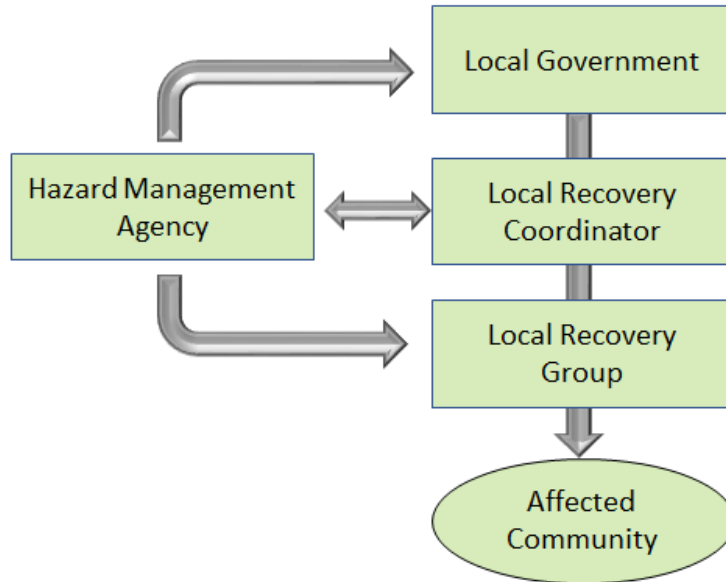 Local Government
Hazard Management
Agency
Local Recovery
Coordinator
Local Recovery
Group
Affected
Community